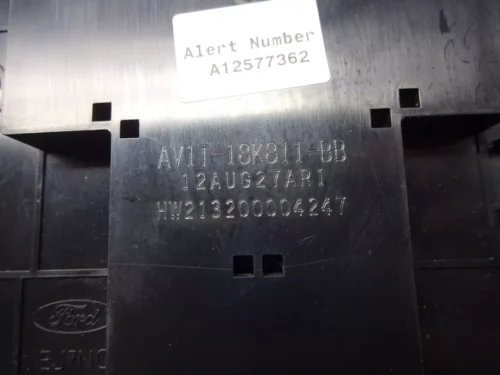 Alert Number
A12577362
AV1T-18K811-BB
12AUG27AR1
HW213200004247
Ford